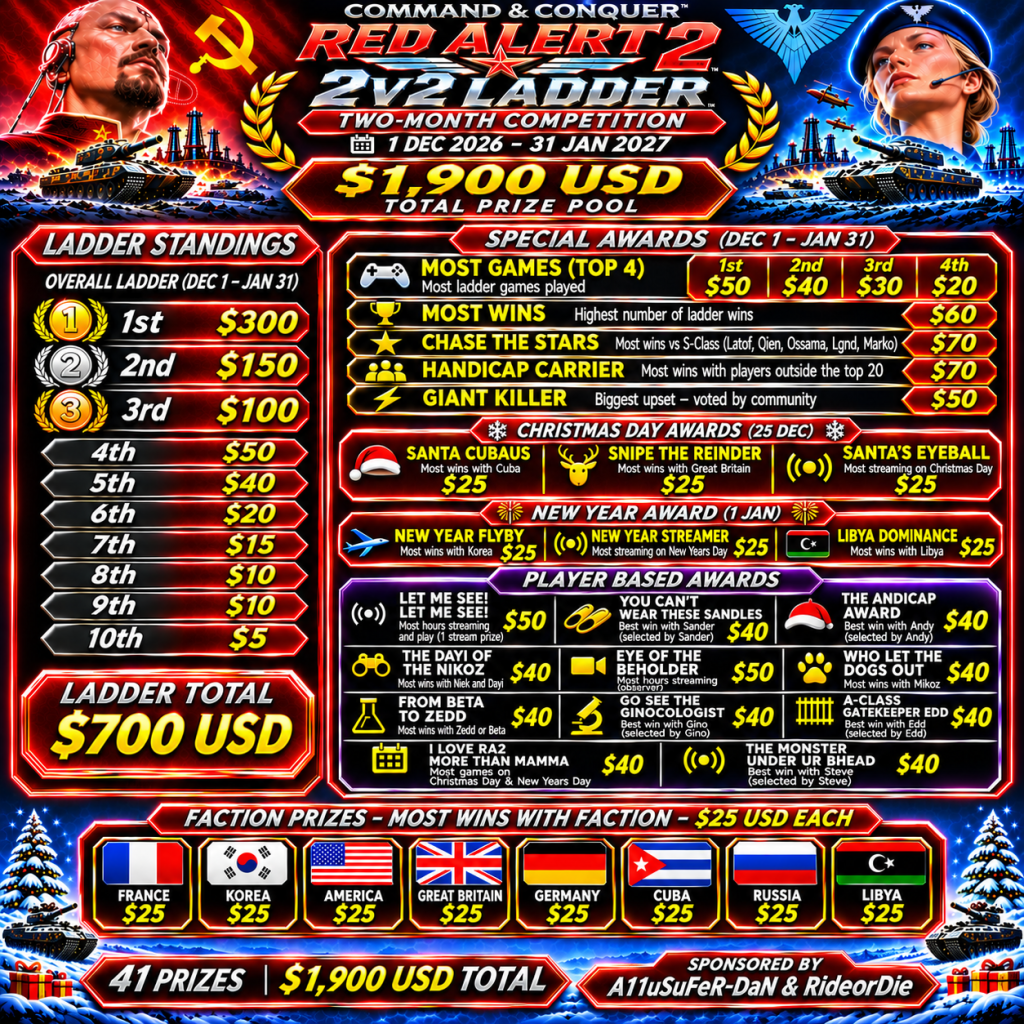 COMMAND & CONQUER™
RED ALERT 2
2V2 LADDER™
TWO-MONTH COMPETITION
1 DEC 2026 – 31 JAN 2027
$1,900 USD
TOTAL PRIZE POOL
LADDER STANDINGS
OVERALL LADDER (DEC 1 – JAN 31)
1 1st $300
2 2nd $150
3 3rd $100
4th $50
5th $40
6th $20
7th $15
8th $10
9th $10
10th $5
LADDER TOTAL
$700 USD
SPECIAL AWARDS (DEC 1 – JAN 31)
MOST GAMES (TOP 4)
Most ladder games played
1st 2nd 3rd 4th
$50 $40 $30 $20
MOST WINS Highest number of ladder wins $60
CHASE THE STARS Most wins vs S-Class (Latof, Qien, Ossama, Lgnd, Marko) $70
HANDICAP CARRIER Most wins with players outside the top 20 $70
GIANT KILLER Biggest upset – voted by community $50
CHRISTMAS DAY AWARDS (25 DEC)
SANTA CUBAUS
Most wins with Cuba
$25
SNIPE THE REINDER
Most wins with Great Britain
$25
SANTA'S EYEBALL
Most streaming on Christmas Day
$25
NEW YEAR AWARD (1 JAN)
NEW YEAR FLYBY
Most wins with Korea $25
NEW YEAR STREAMER
Most streaming on New Years Day $25
LIBYA DOMINANCE
Most wins with Libya $25
PLAYER BASED AWARDS
LET ME SEE!
LET ME SEE!
Most hours streaming
and play (1 stream prize)
$50
YOU CAN'T
WEAR THESE SANDLES
Best win with Sander
(selected by Sander)
$40
THE ANDICAP
AWARD
Best win with Andy
(selected by Andy)
$40
THE DAYI OF
THE NIKOZ
Most wins with Niek and Dayi
$40
EYE OF THE
BEHOLDER
Most hours streaming
(observer)
$50
WHO LET THE
DOGS OUT
Most wins with Mikoz
$40
FROM BETA
TO ZEDD
Most wins with Zedd or Beta
$40
GO SEE THE
GINOCOLOGIST
Best win with Gino
(selected by Gino)
$40
A-CLASS
GATEKEEPER EDD
Best win with Edd
(selected by Edd)
$40
I LOVE RA2
MORE THAN MAMMA
Most games on
Christmas Day & New Years Day
$40
THE MONSTER
UNDER UR BHEAD
Best win with Steve
(selected by Steve)
$40
FACTION PRIZES – MOST WINS WITH FACTION – $25 USD EACH
FRANCE
$25
KOREA
$25
AMERICA
$25
GREAT BRITAIN
$25
GERMANY
$25
CUBA
$25
RUSSIA
$25
LIBYA
$25
41 PRIZES | $1,900 USD TOTAL
SPONSORED BY
A11uSuFeR-DaN & RideorDie